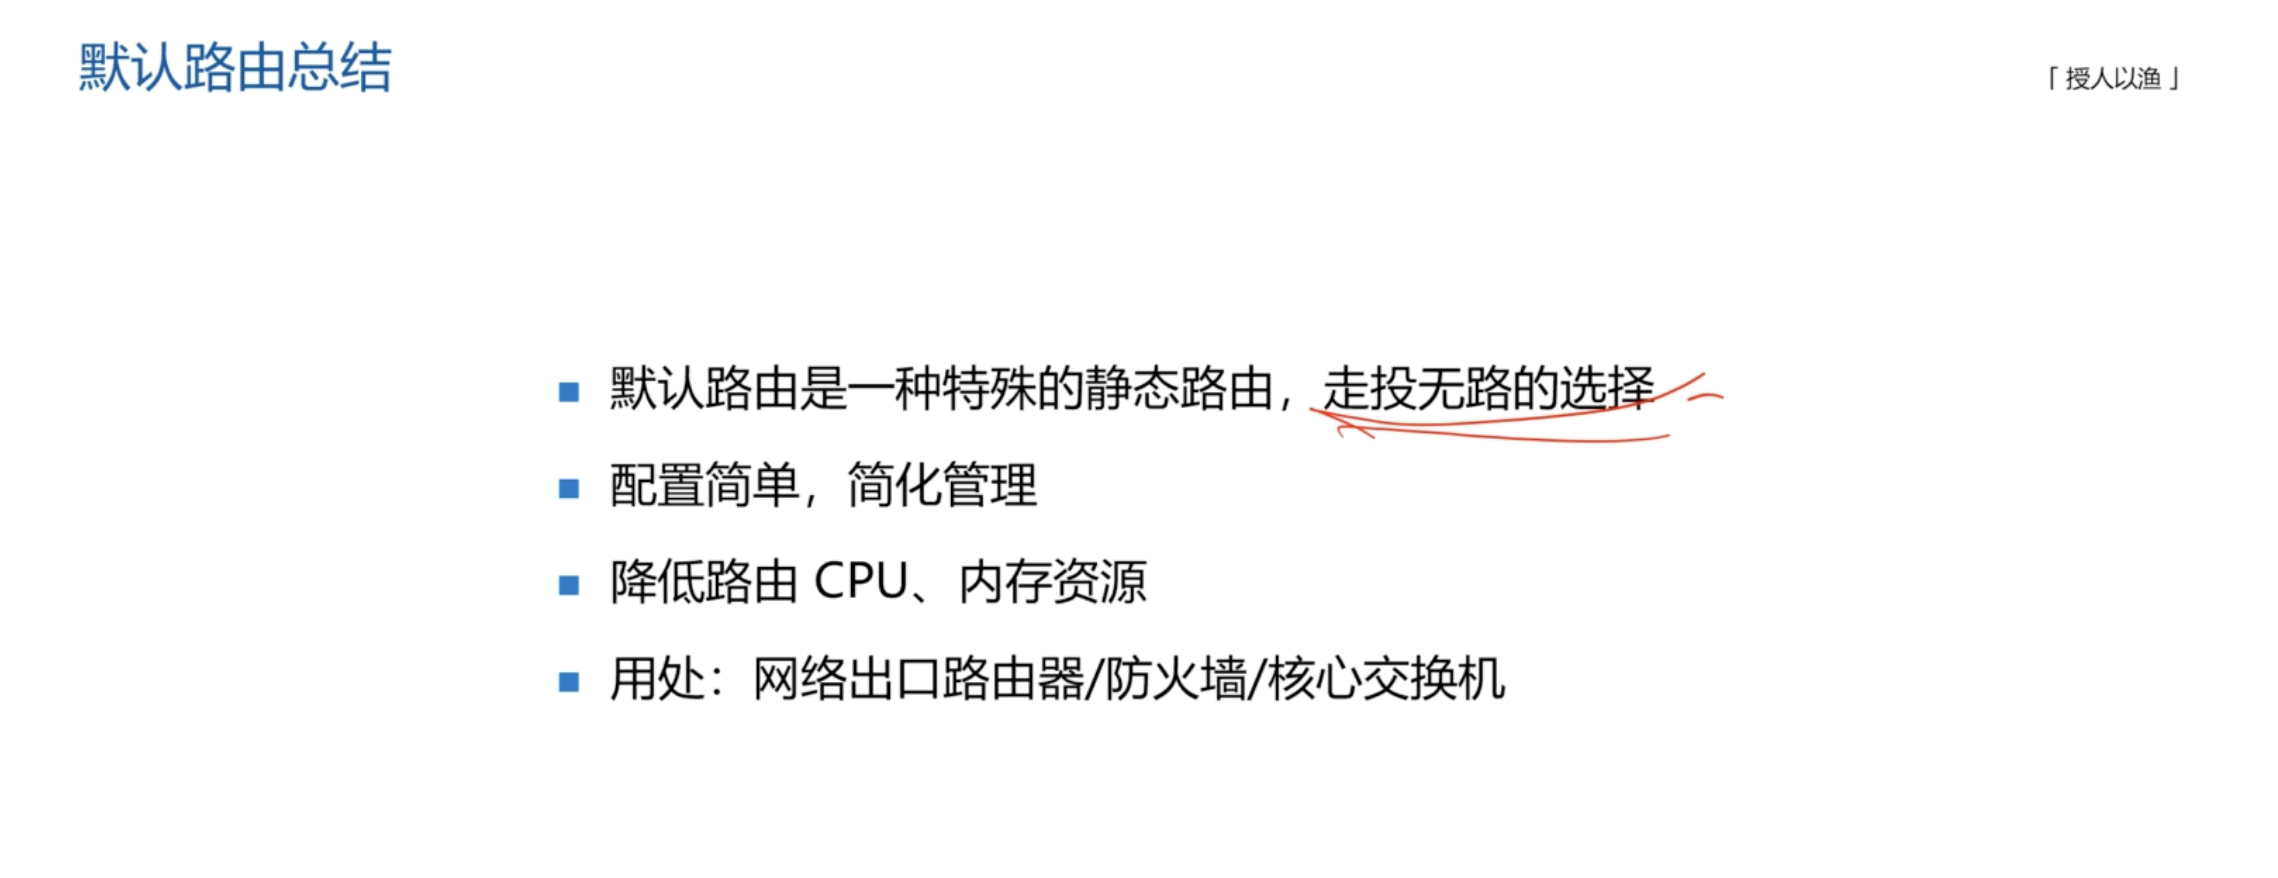 默认路由总结
「 授人以渔 」
默认路由是一种特殊的静态路由，走投无路的选择
配置简单，简化管理
降低路由 CPU、内存资源
用处：网络出口路由器/防火墙/核心交换机